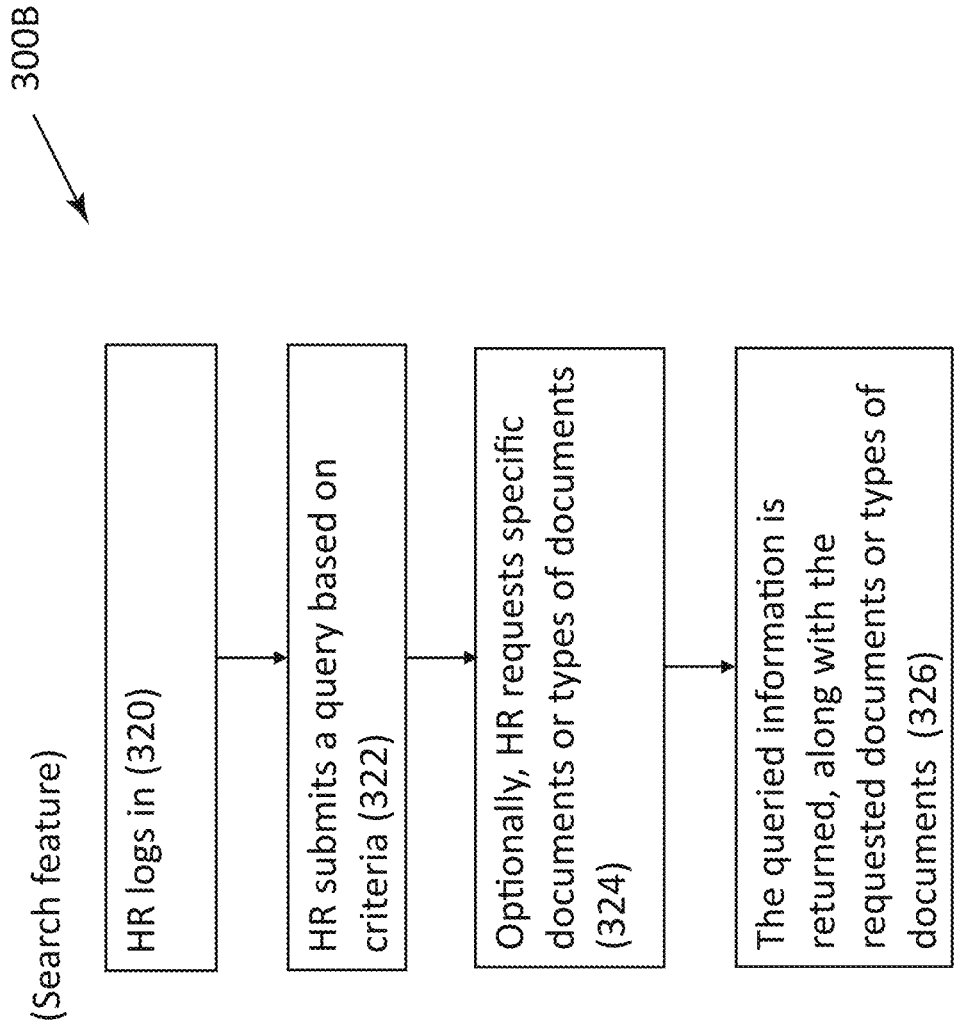 300B
(Search feature)
HR logs in (320)
HR submits a query based on
criteria (322)
Optionally, HR requests specific
documents or types of documents
(324)
The queried information is
returned, along with the
requested documents or types of
documents (326)